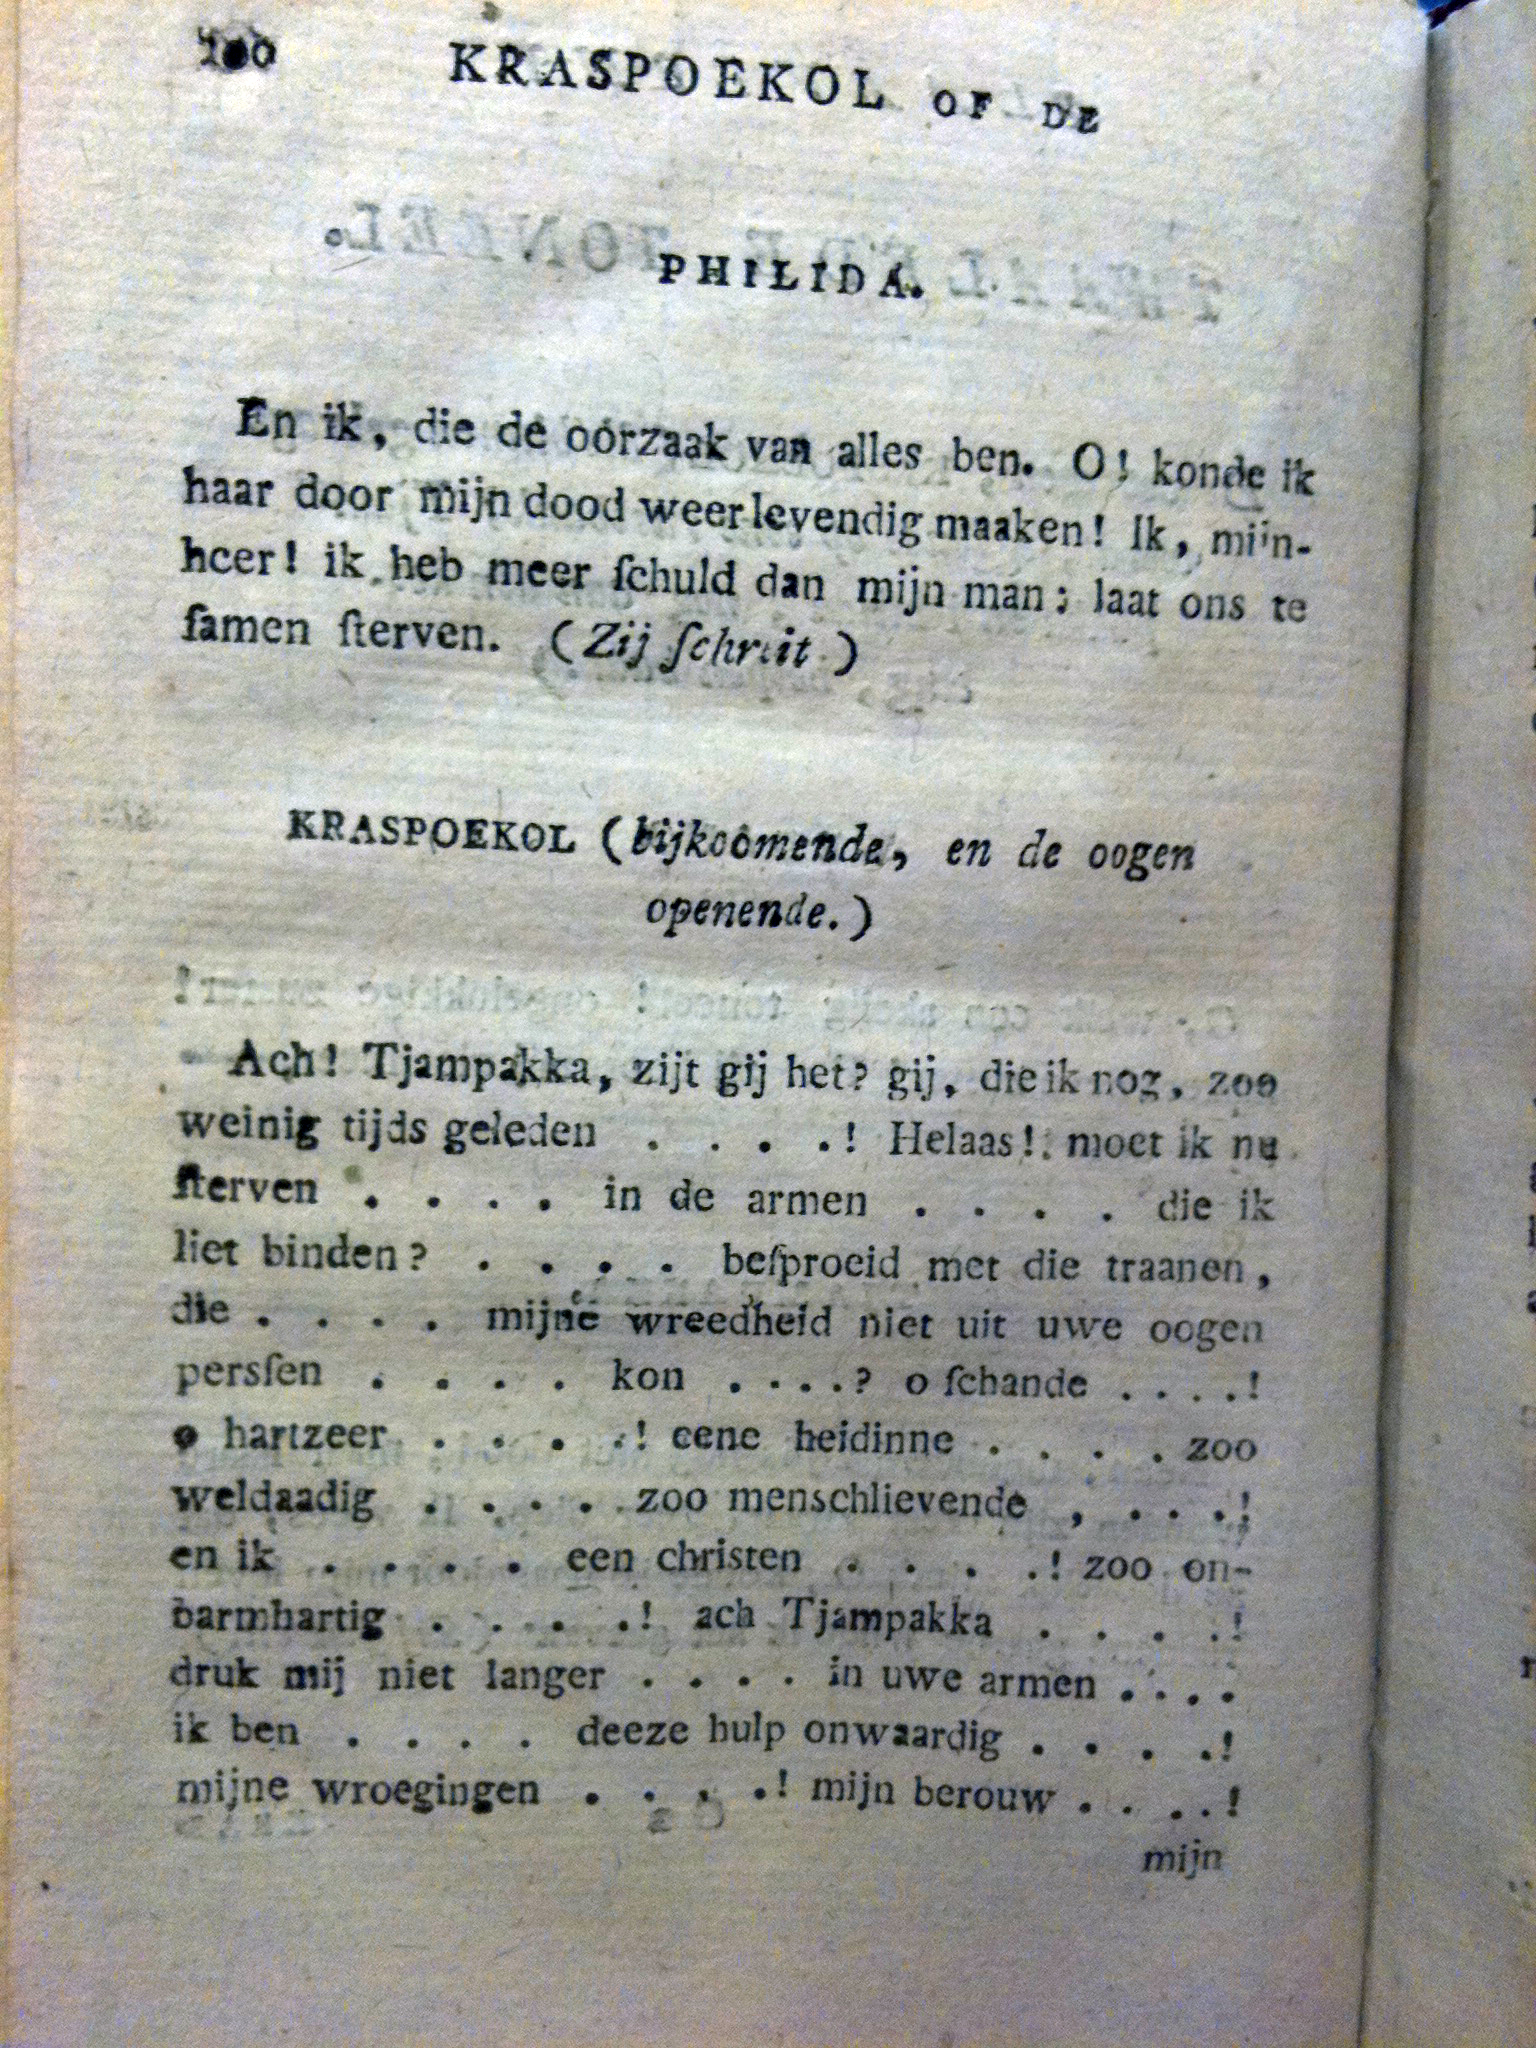 100 KRASPOEKOL OF DE
PHILIDA.
En ik, die de oorzaak van alles ben. O! konde ik
haar door mijn dood weer levendig maaken! Ik, mijn-
heer! ik heb meer ſchuld dan mijn man; laat ons te
ſamen ſterven. (Zij ſchreit)
KRASPOEKOL (bijkoomende, en de oogen
openende.)
Ach! Tjampakka, zijt gij het? gij, die ik nog, zoo
weinig tijds geleden . . . .! Helaas! moet ik nu
ſterven . . . . in de armen . . . . die ik
liet binden? . . . . beſproeid met die traanen,
die . . . . mijne wreedheid niet uit uwe oogen
persſen . . . . kon . . . .? o ſchande . . . .!
o hartzeer . . . .! eene heidinne . . . . zoo
weldaadig . . . . zoo menschlievende , . . .!
en ik . . . . een christen . . . .! zoo on-
barmhartig . . . .! ach Tjampakka . . . .!
druk mij niet langer . . . . in uwe armen . . . .
ik ben . . . . deeze hulp onwaardig . . . .!
mijne wroegingen . . . .! mijn berouw . . . .!
mijn